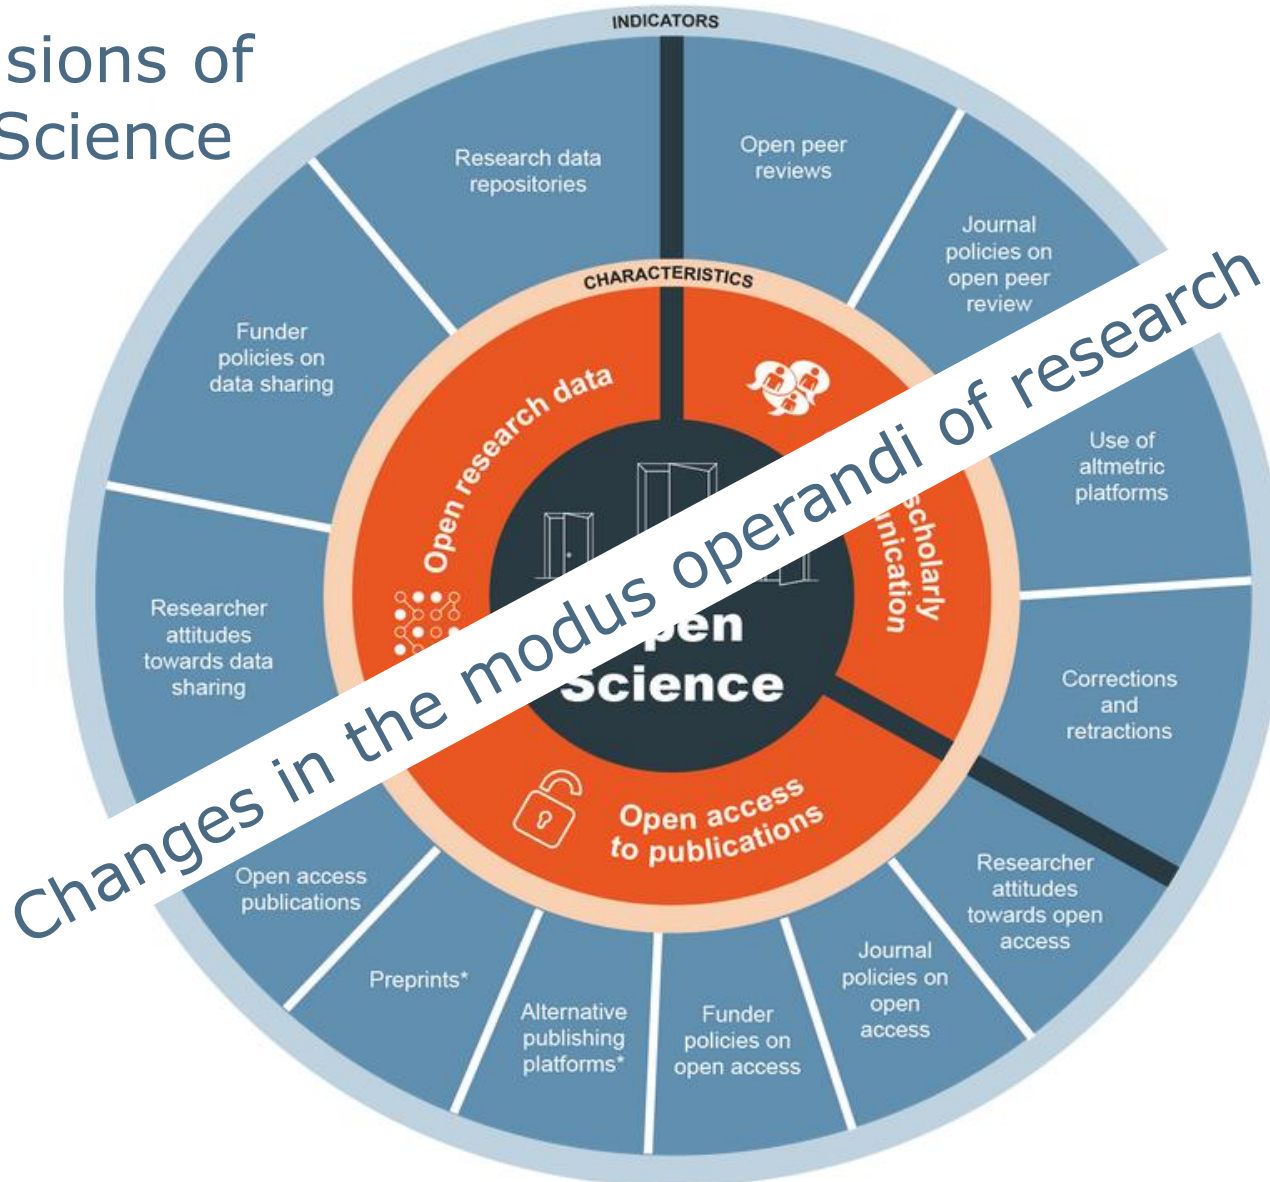 sions of
Science
INDICATORS
Research data
repositories
Open peer
reviews
Journal
policies on
open peer
review
Funder
policies on
data sharing
CHARACTERISTICS
Open research data
Use of
altmetric
platforms
scholarly
unication
Changes in the modus operandi of research
Researcher
attitudes
towards data
sharing
pen
Science
Corrections
and
retractions
Open access
to publications
Open access
publications
Preprints*
Alternative
publishing
platforms*
Funder
policies on
open access
Journal
policies on
open
access
Researcher
attitudes
towards open
access